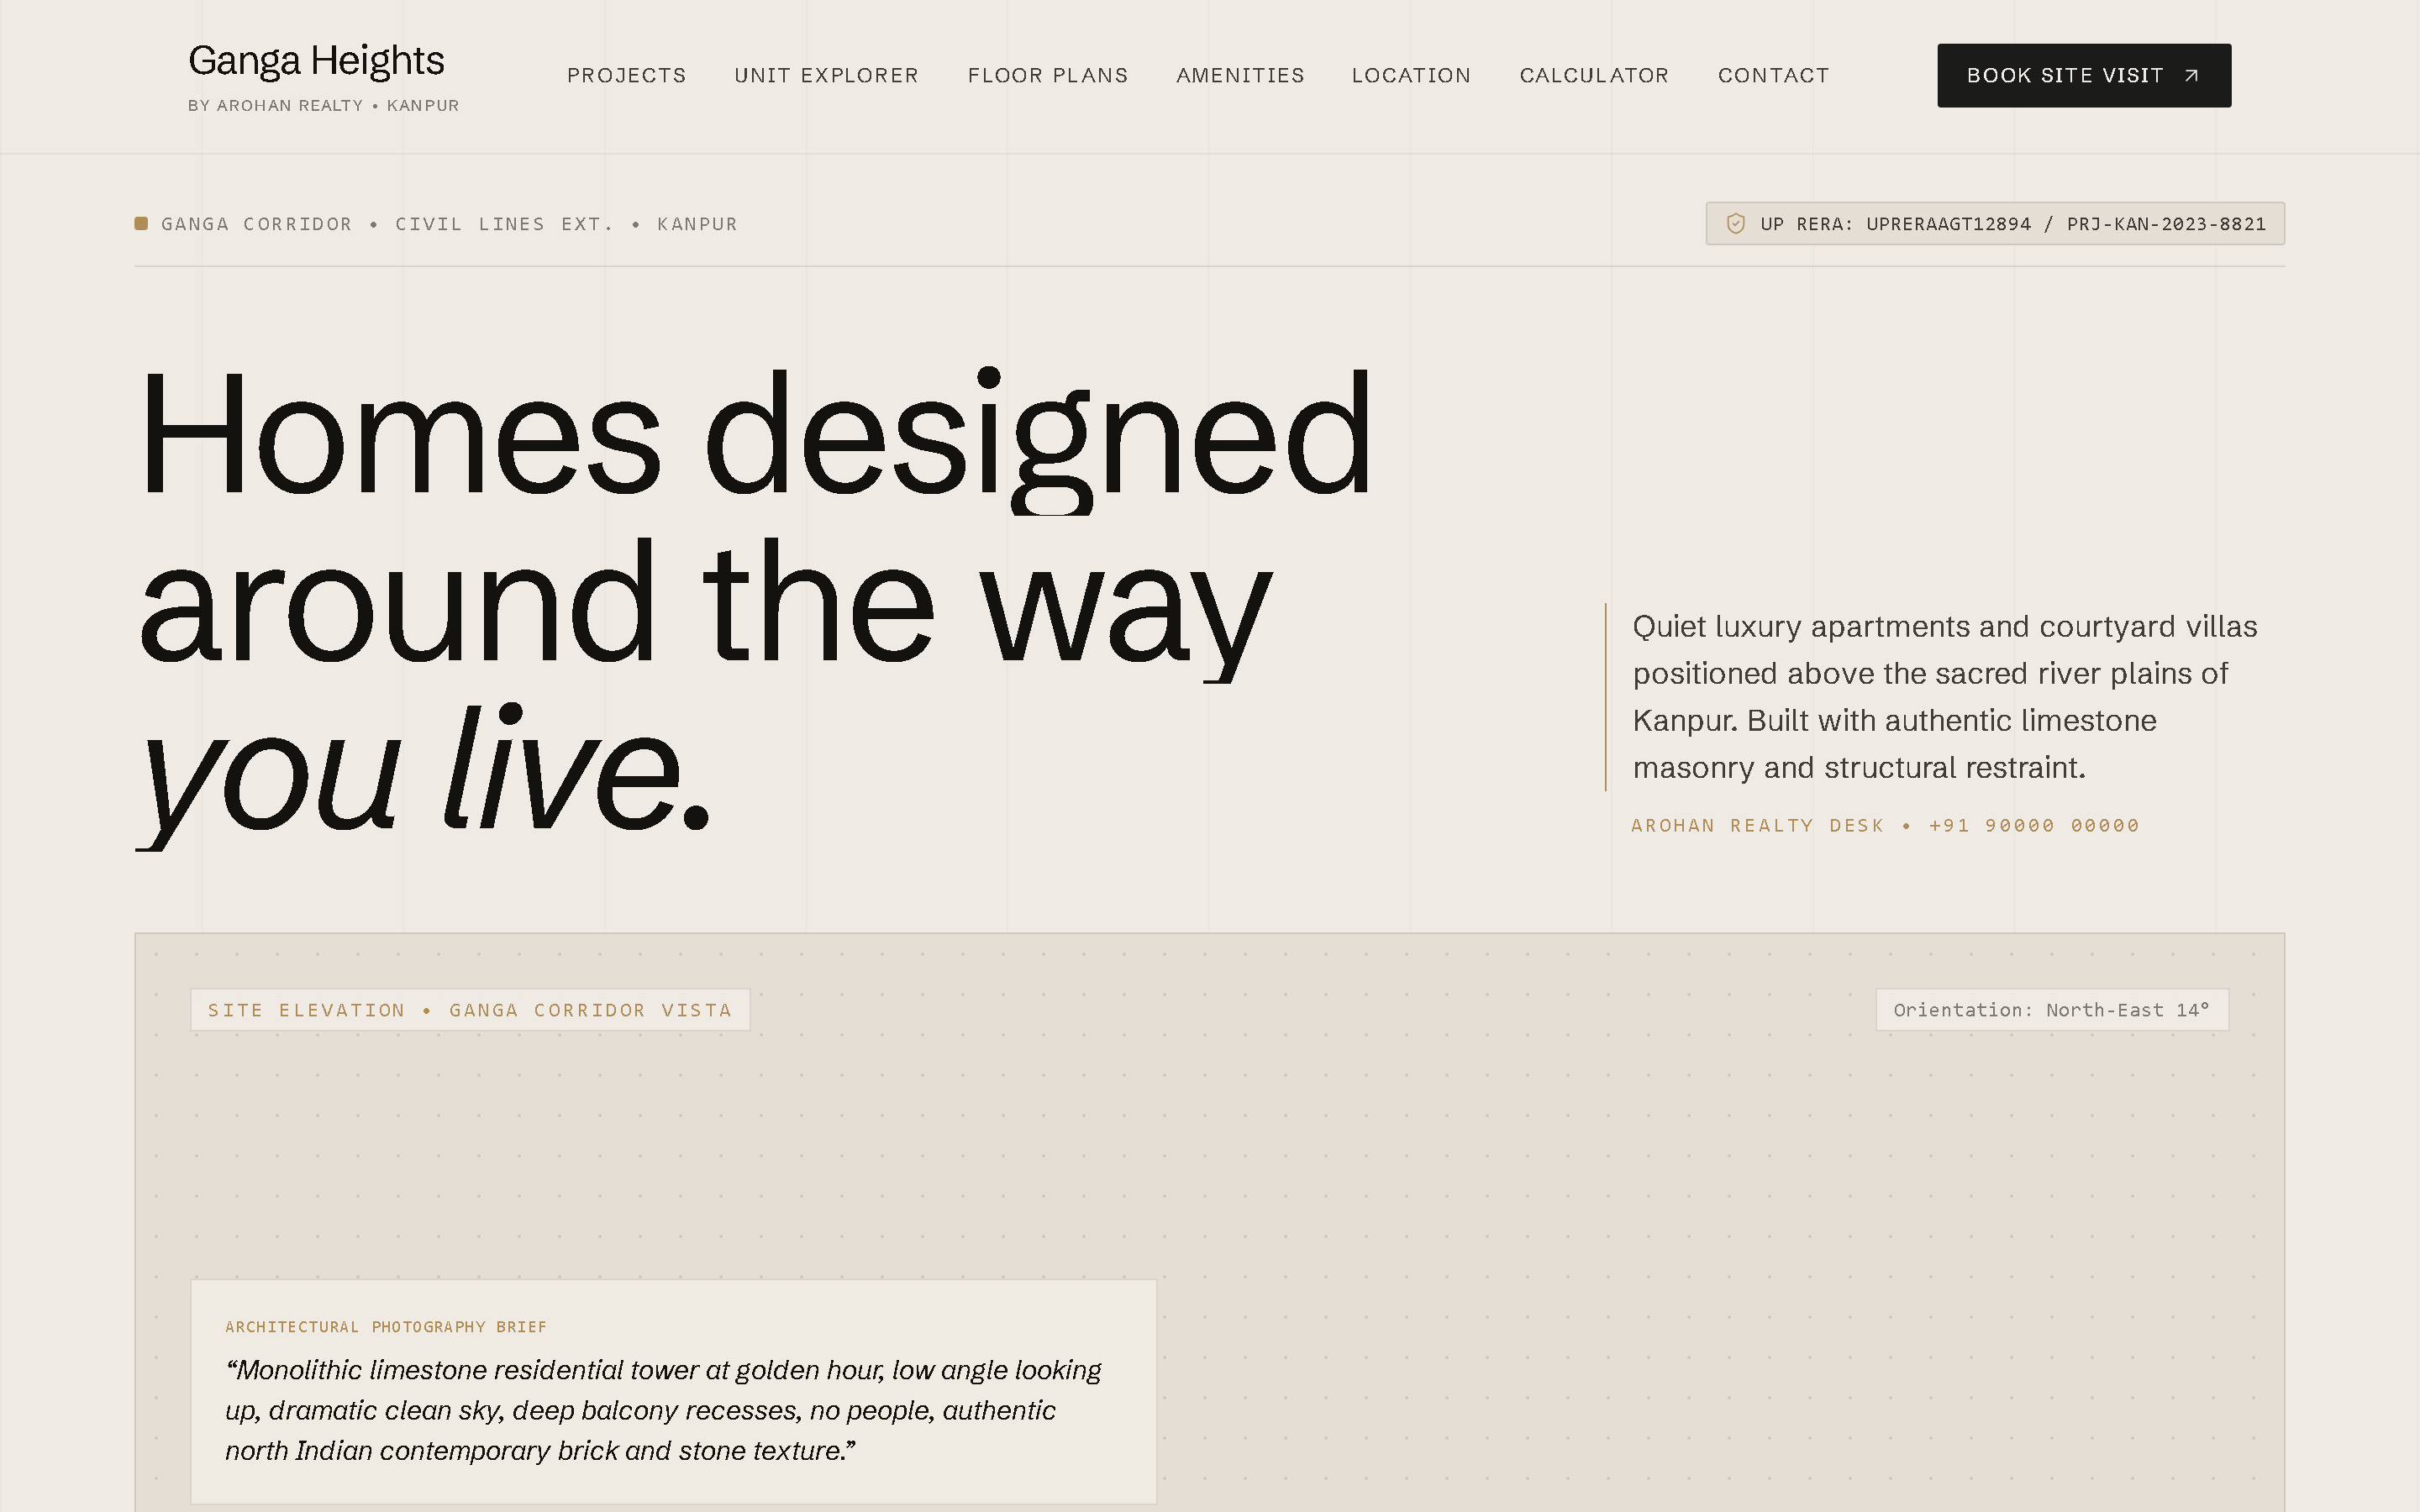 Ganga Heights
BY AROHAN REALTY • KANPUR
PROJECTS
UNIT EXPLORER
FLOOR PLANS
AMENITIES
LOCATION
CALCULATOR
CONTACT
BOOK SITE VISIT
GANGA CORRIDOR • CIVIL LINES EXT. • KANPUR
UP RERA: UPRERAAGT12894 / PRJ-KAN-2023-8821
Homes designed
around the way
you live.
Quiet luxury apartments and courtyard villas
positioned above the sacred river plains of
Kanpur. Built with authentic limestone
masonry and structural restraint.
AROHAN REALTY DESK • +91 90000 00000
SITE ELEVATION • GANGA CORRIDOR VISTA
Orientation: North-East 14°
ARCHITECTURAL PHOTOGRAPHY BRIEF
“Monolithic limestone residential tower at golden hour, low angle looking
up, dramatic clean sky, deep balcony recesses, no people, authentic
north Indian contemporary brick and stone texture.”